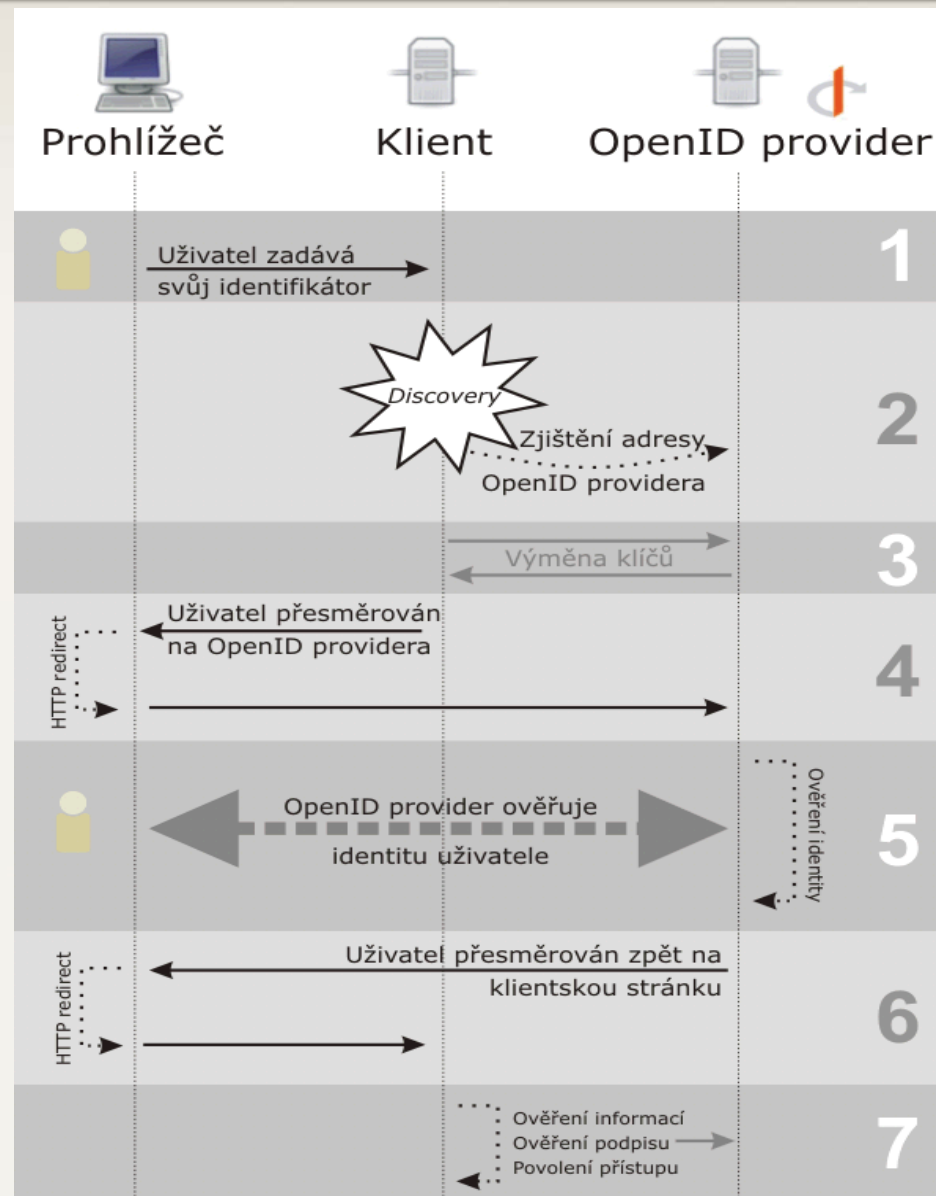 Prohlížeč
Klient
OpenID provider
1
Uživatel zadává
svůj identifikátor
2
Discovery
Zjištění adresy
OpenID providera
3
Výměna klíčů
4
Uživatel přesměrován
na OpenID providera
HTTP redirect
5
OpenID provider ověřuje
identitu uživatele
Ověření identity
6
Uživatel přesměrován zpět na
klientskou stránku
HTTP redirect
7
Ověření informací
Ověření podpisu
Povolení přístupu